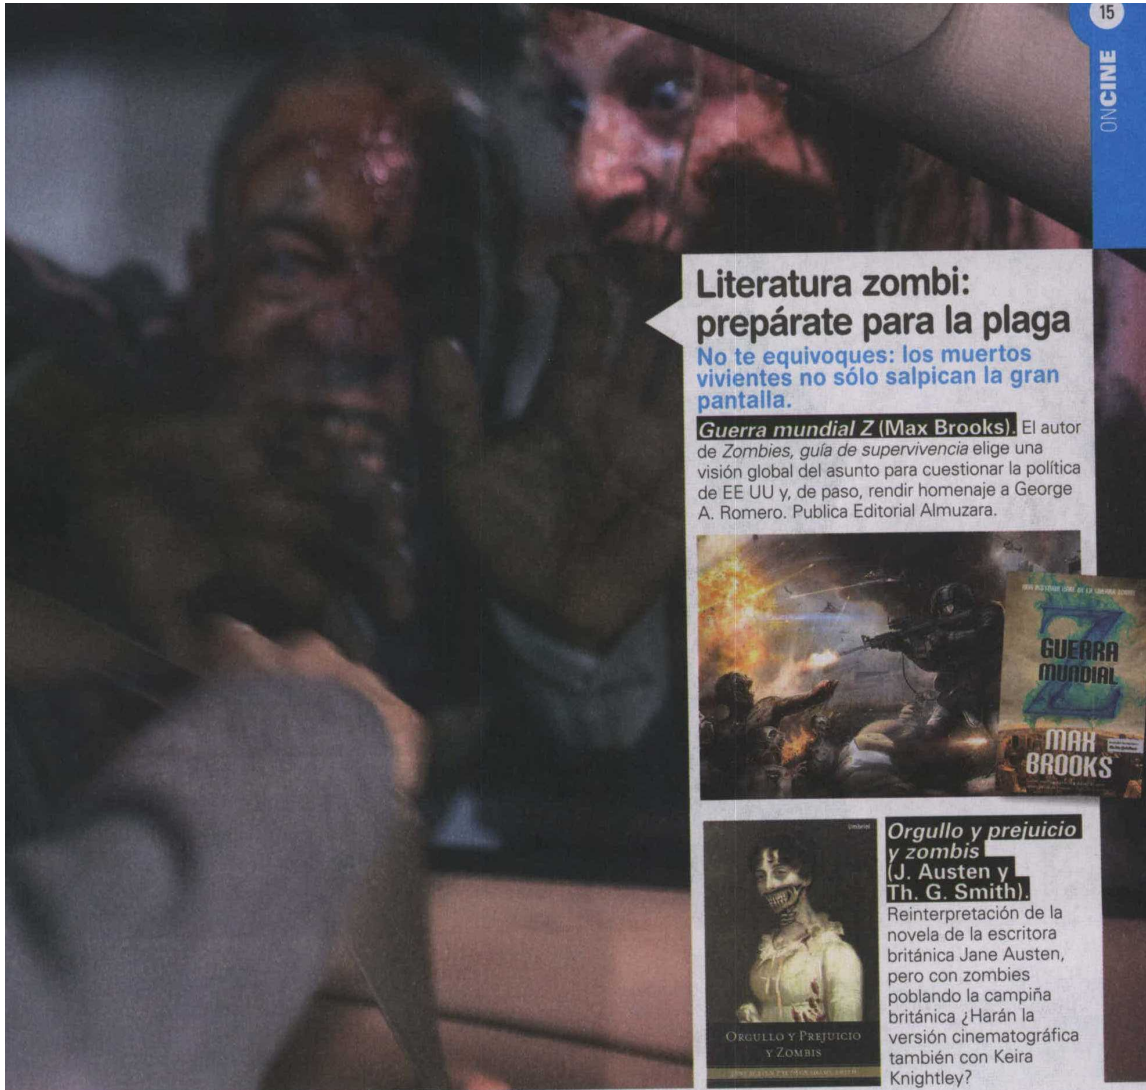 15
ONCINE
Literatura zombi:
prepárate para la plaga
No te equivoques: los muertos
vivientes no sólo salpican la gran
pantalla.
Guerra mundial Z (Max Brooks). El autor
de Zombies, guía de supervivencia elige una
visión global del asunto para cuestionar la política
de EE UU y, de paso, rendir homenaje a George
A. Romero. Publica Editorial Almuzara.
Z
GUERRA
MUNDIAL
MAX
BROOKS
Umbriel
ORGULLO Y PREJUICIO
Y ZOMBIS
Orgullo y prejuicio
y zombis
(J. Austen y
Th. G. Smith).
Reinterpretación de la
novela de la escritora
británica Jane Austen,
pero con zombies
poblando la campiña
británica ¿Harán la
versión cinematográfica
también con Keira
Knightley?